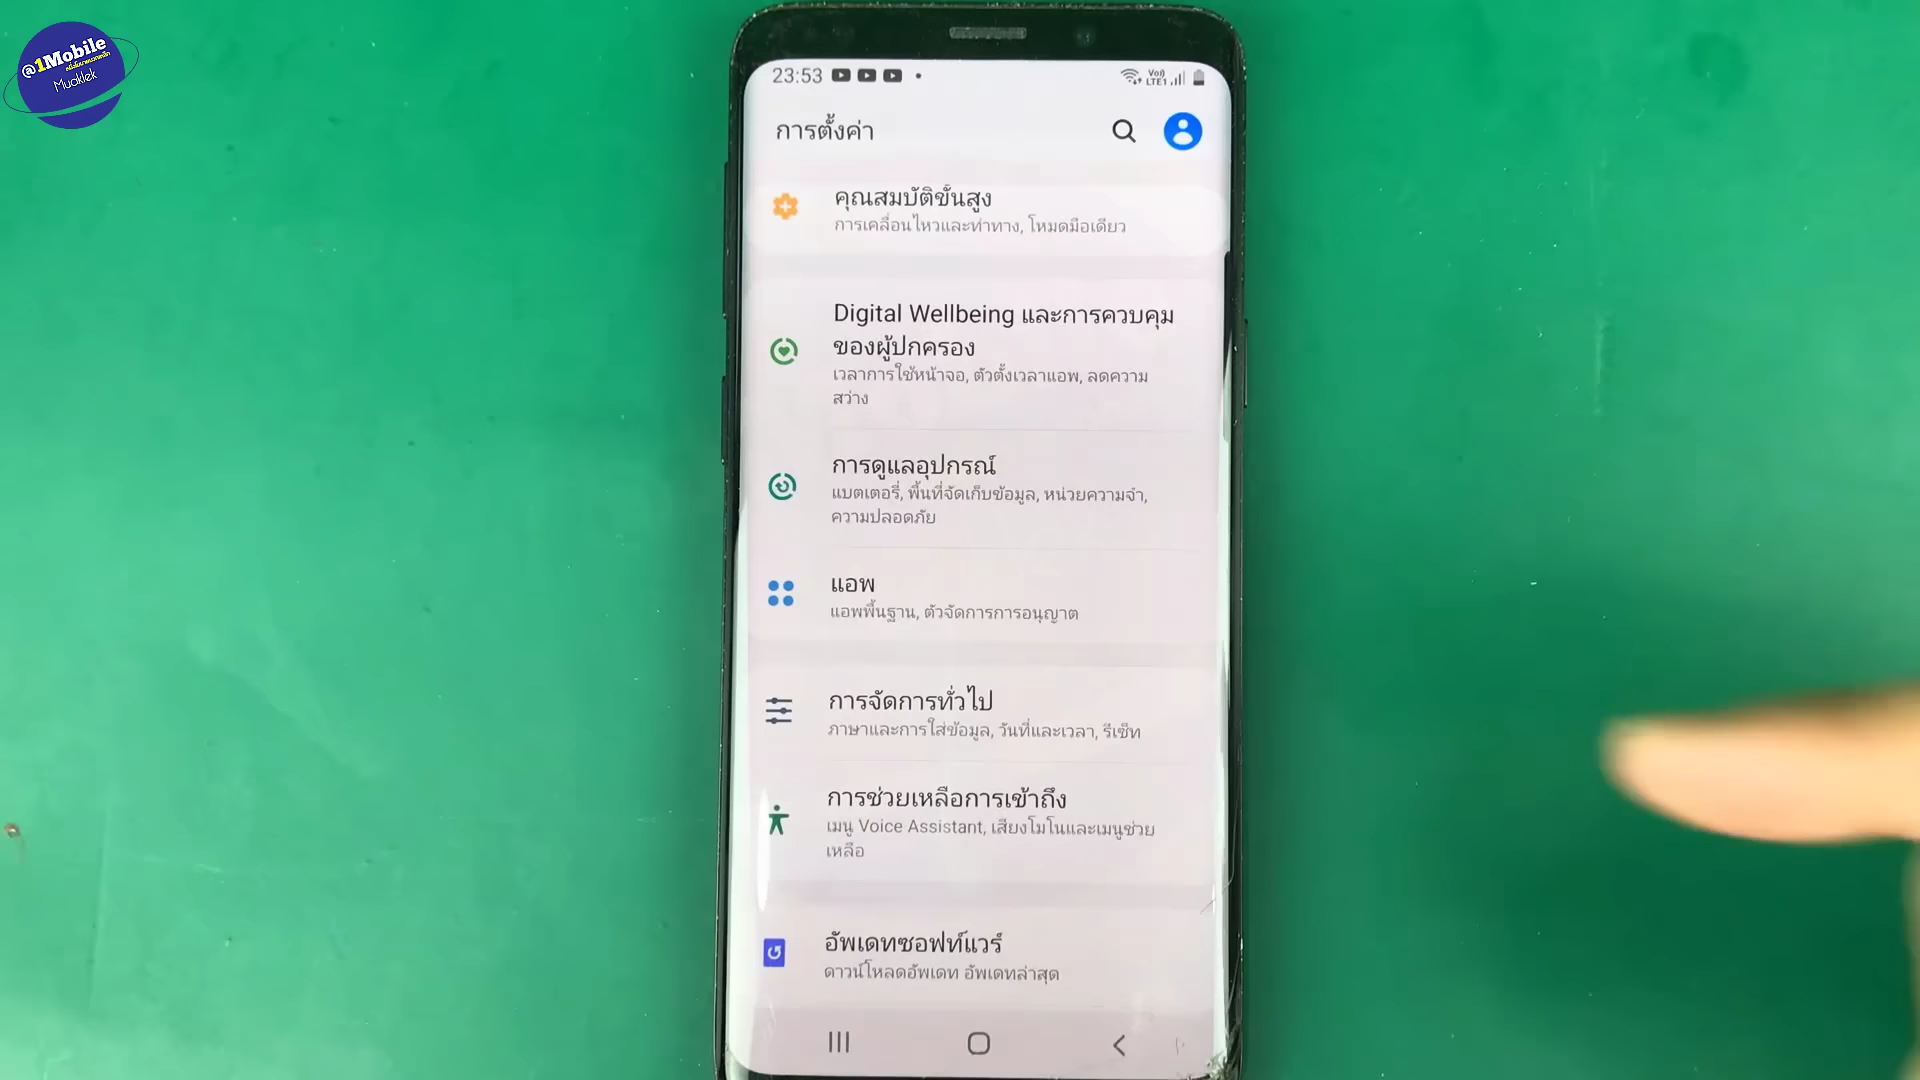 @1Mobile
Muaklek
23:53
Vo))
LTE1
การตั้งค่า
คุณสมบัติขั้นสูง
การเคลื่อนไหวและท่าทาง, โหมดมือเดียว
Digital Wellbeing และการควบคุม
ของผู้ปกครอง
เวลาการใช้หน้าจอ, ตัวตั้งเวลาแอพ, ลดความ
สว่าง
การดูแลอุปกรณ์
แบตเตอรี่, พื้นที่จัดเก็บข้อมูล, หน่วยความจำ,
ความปลอดภัย
แอพ
แอพพื้นฐาน, ตัวจัดการการอนุญาต
การจัดการทั่วไป
ภาษาและการใส่ข้อมูล, วันที่และเวลา, รีเซ็ท
การช่วยเหลือการเข้าถึง
เมนู Voice Assistant, เสียงโมโนและเมนูช่วย
เหลือ
อัพเดทซอฟท์แวร์
ดาวน์โหลดอัพเดท อัพเดทล่าสุด